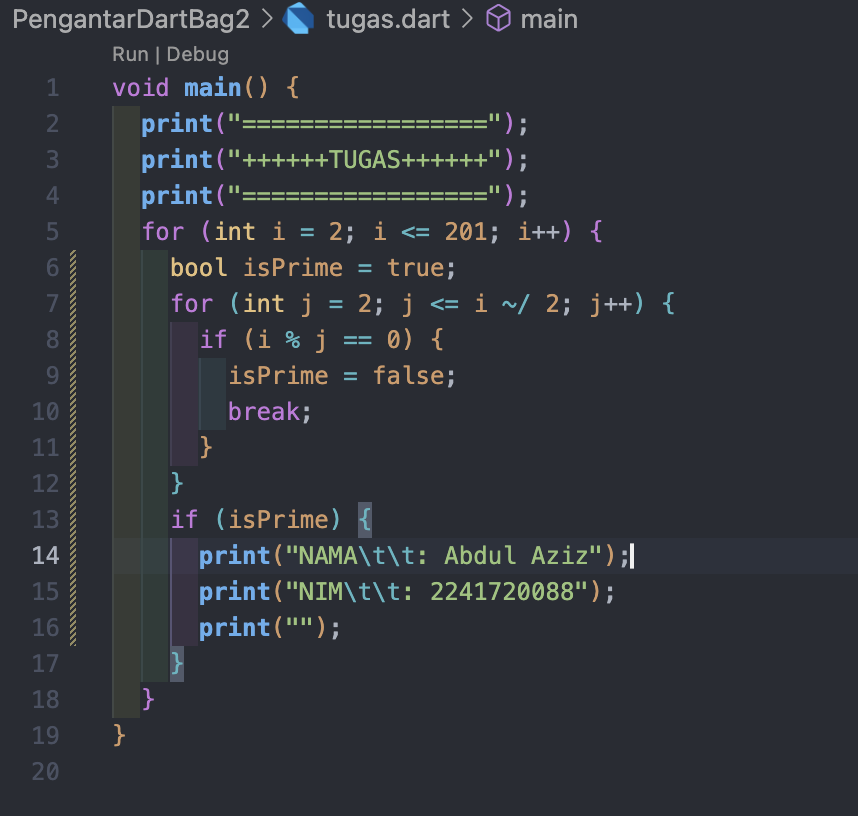 PengantarDartBag2 > tugas.dart > main
Run | Debug
1 void main() {
2   print("=================");
3   print("++++++TUGAS++++++");
4   print("=================");
5   for (int i = 2; i <= 201; i++) {
6     bool isPrime = true;
7     for (int j = 2; j <= i ~/ 2; j++) {
8       if (i % j == 0) {
9         isPrime = false;
10         break;
11       }
12     }
13     if (isPrime) {
14       print("NAMA\t\t: Abdul Aziz");
15       print("NIM\t\t: 2241720088");
16       print("");
17     }
18   }
19 }
20